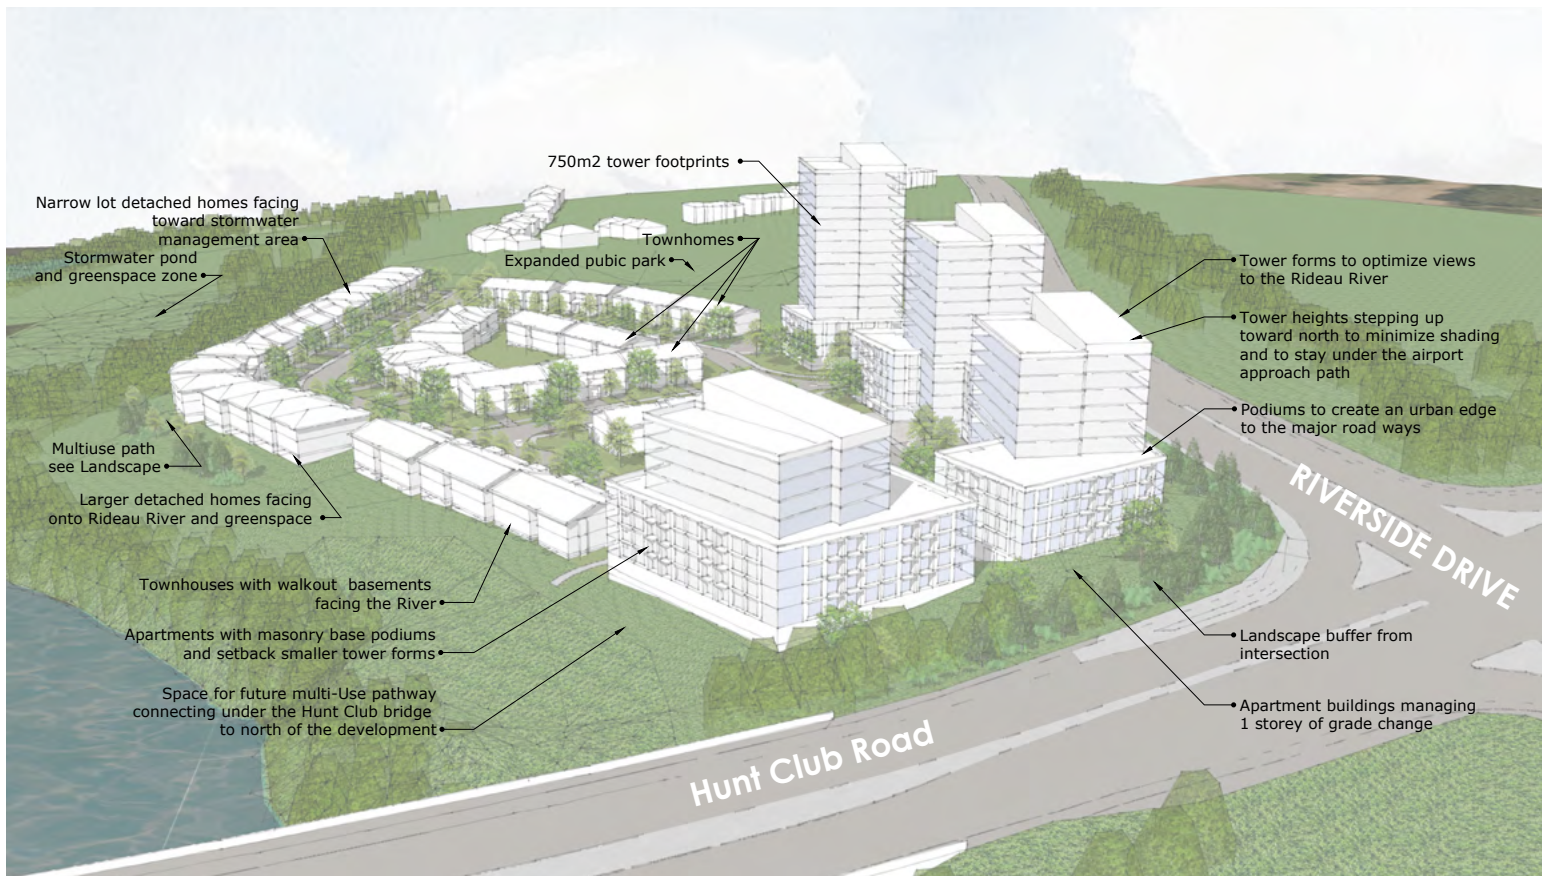 750m2 tower footprints
Narrow lot detached homes facing
toward stormwater
management area
Stormwater pond
and greenspace zone
Townhomes
Expanded pubic park
Tower forms to optimize views
to the Rideau River
Tower heights stepping up
toward north to minimize shading
and to stay under the airport
approach path
Podiums to create an urban edge
to the major road ways
Multiuse path
see Landscape
Larger detached homes facing
onto Rideau River and greenspace
RIVERSIDE DRIVE
Townhouses with walkout basements
facing the River
Apartments with masonry base podiums
and setback smaller tower forms
Landscape buffer from
intersection
Space for future multi-Use pathway
connecting under the Hunt Club bridge
to north of the development
Apartment buildings managing
1 storey of grade change
Hunt Club Road